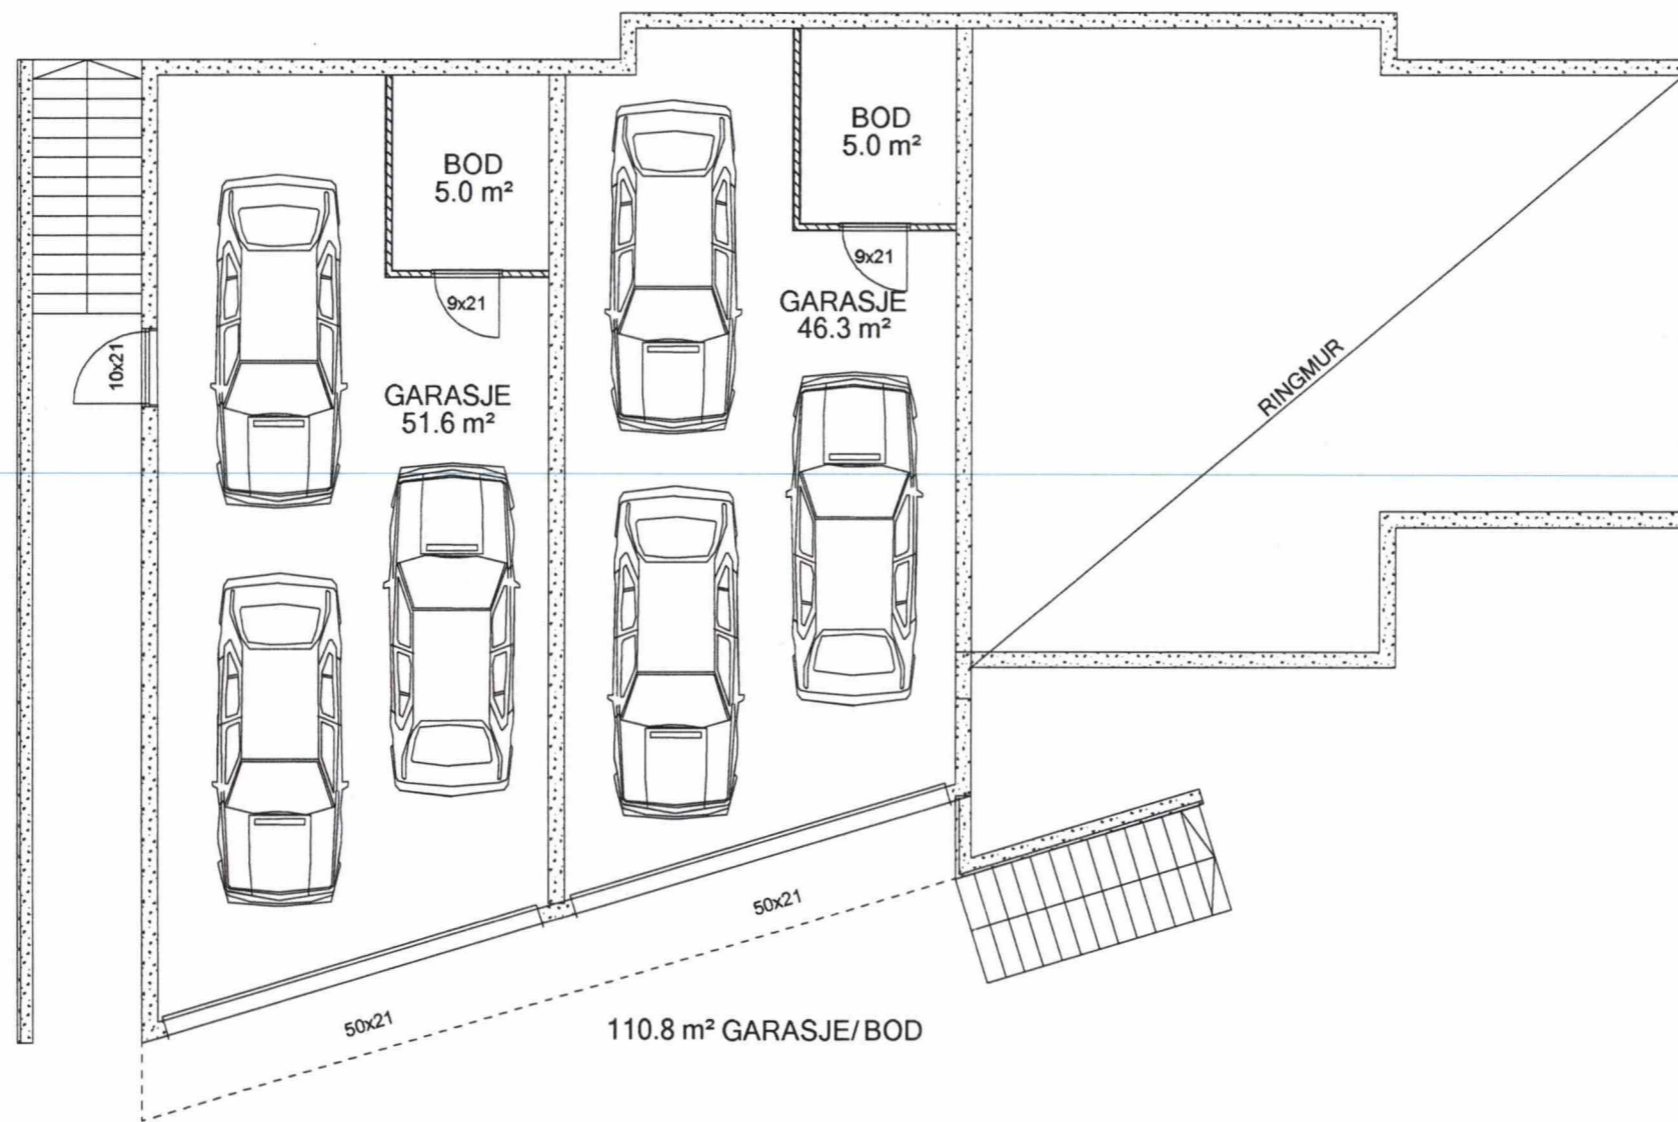 BOD
5.0 m²
BOD
5.0 m²
9x21
9x21
GARASJE
46.3 m²
10x21
GARASJE
51.6 m²
RINGMUR
50x21
50x21
110.8 m² GARASJE/BOD